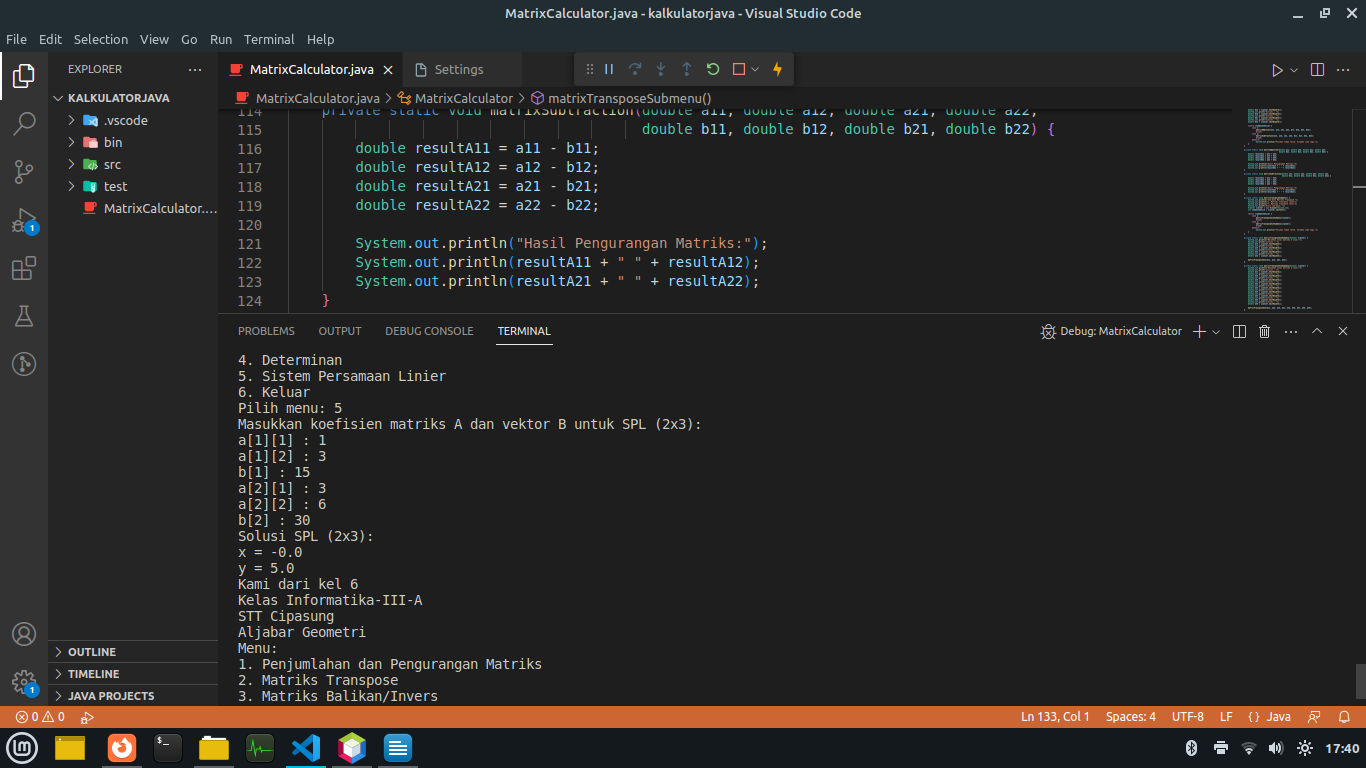 MatrixCalculator.java - kalkulatorjava - Visual Studio Code
File Edit Selection View Go Run Terminal Help
EXPLORER
MatrixCalculator.java
Settings
KALKULATORJAVA
.vscode
bin
src
test
MatrixCalculator....
MatrixCalculator.java > MatrixCalculator > matrixTransposeSubmenu()
114 private static void matrixSubtraction(double a11, double a12, double a21, double a22,
115 double b11, double b12, double b21, double b22) {
116 double resultA11 = a11 - b11;
117 double resultA12 = a12 - b12;
118 double resultA21 = a21 - b21;
119 double resultA22 = a22 - b22;
120
121 System.out.println("Hasil Pengurangan Matriks:");
122 System.out.println(resultA11 + " " + resultA12);
123 System.out.println(resultA21 + " " + resultA22);
124 }
PROBLEMS OUTPUT DEBUG CONSOLE TERMINAL
Debug: MatrixCalculator
4. Determinan
5. Sistem Persamaan Linier
6. Keluar
Pilih menu: 5
Masukkan koefisien matriks A dan vektor B untuk SPL (2x3):
a[1][1] : 1
a[1][2] : 3
b[1] : 15
a[2][1] : 3
a[2][2] : 6
b[2] : 30
Solusi SPL (2x3):
x = -0.0
y = 5.0
Kami dari kel 6
Kelas Informatika-III-A
STT Cipasung
Aljabar Geometri
Menu:
1. Penjumlahan dan Pengurangan Matriks
2. Matriks Transpose
3. Matriks Balikan/Invers
OUTLINE
TIMELINE
JAVA PROJECTS
1
1
0 0
Ln 133, Col 1 Spaces: 4 UTF-8 LF {} Java
17:40